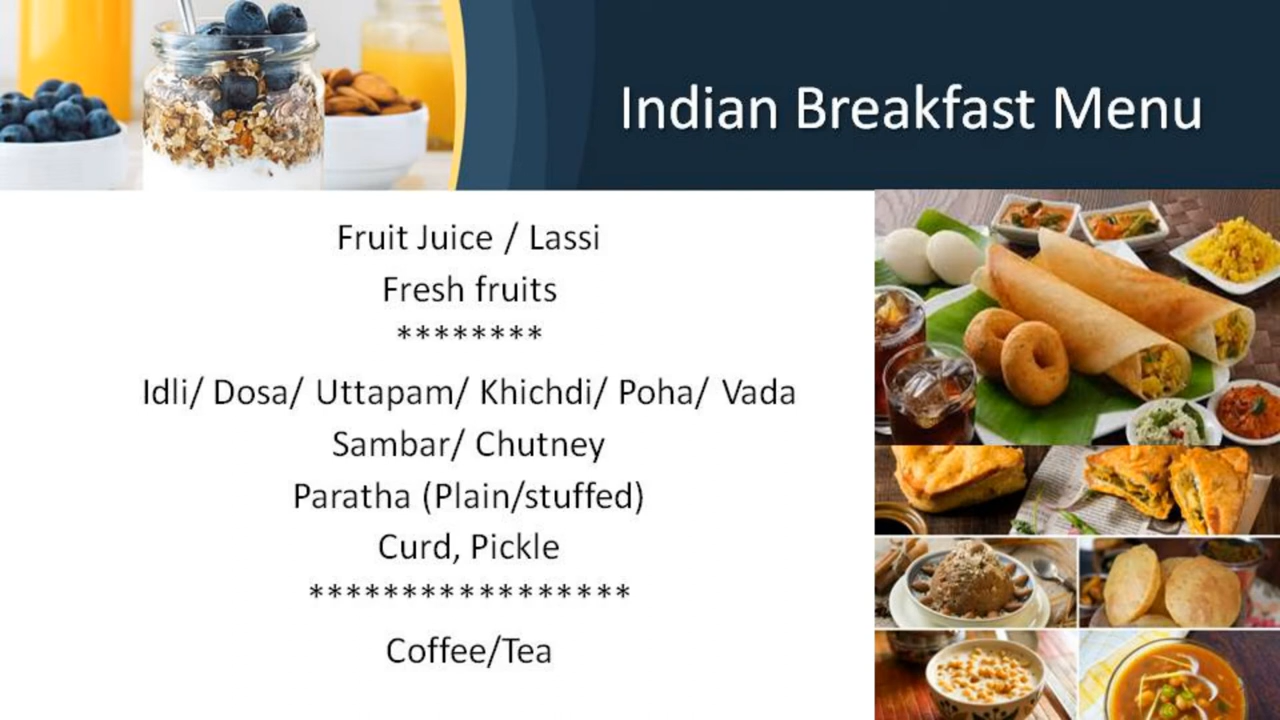 Indian Breakfast Menu
Fruit Juice / Lassi
Fresh fruits
********
Idli/ Dosa/ Uttapam/ Khichdi/ Poha/ Vada
Sambar/ Chutney
Paratha (Plain/stuffed)
Curd, Pickle
*****************
Coffee/Tea